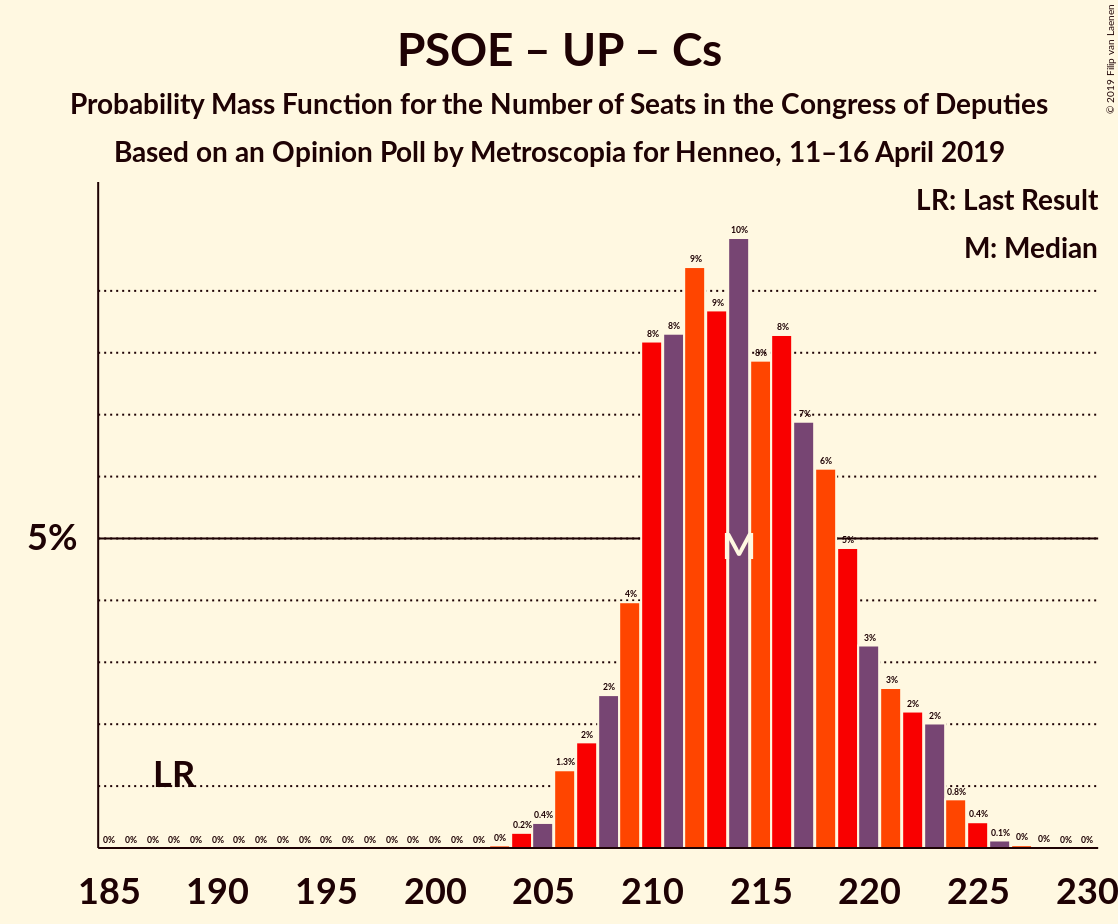 PSOE – UP – Cs
Probability Mass Function for the Number of Seats in the Congress of Deputies
Based on an Opinion Poll by Metroscopia for Henneo, 11–16 April 2019
© 2019 Filip van Laenen
LR: Last Result
M: Median
5%
LR
M
0% 0% 0% 0% 0% 0% 0% 0% 0% 0% 0% 0% 0% 0% 0% 0% 0% 0% 0% 0.2% 0.4% 1.3% 2% 2% 4% 8% 8% 9% 9% 10% 8% 8% 7% 6% 5% 3% 3% 2% 2% 0.8% 0.4% 0.1% 0% 0% 0% 0%
185 190 195 200 205 210 215 220 225 230